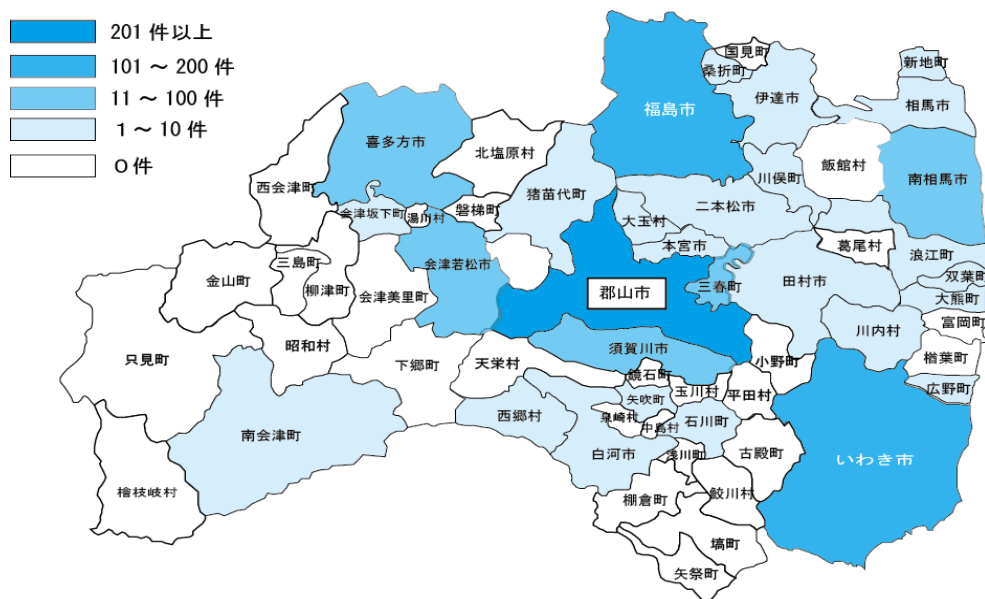 201 件以上
101 ～ 200 件
11 ～ 100 件
1 ～ 10 件
0 件
国見町
桑折町
新地町
伊達市
相馬市
福島市
喜多方市
北塩原村
飯館村
川俣町
南相馬市
西会津町
猪苗代町
二本松市
会津坂下町
湯川村
磐梯町
大玉村
本宮市
葛尾村
浪江町
三島町
会津若松市
双葉町
金山町
柳津町
会津美里町
郡山市
三春町
田村市
大熊町
富岡町
川内村
昭和村
須賀川市
只見町
下郷町
天栄村
小野町
楢葉町
鏡石町
玉川村
平田村
広野町
矢吹町
西郷村
泉崎村
中島村
石川町
南会津町
白河市
浅川町
古殿町
いわき市
檜枝岐村
棚倉町
鮫川村
塙町
矢祭町